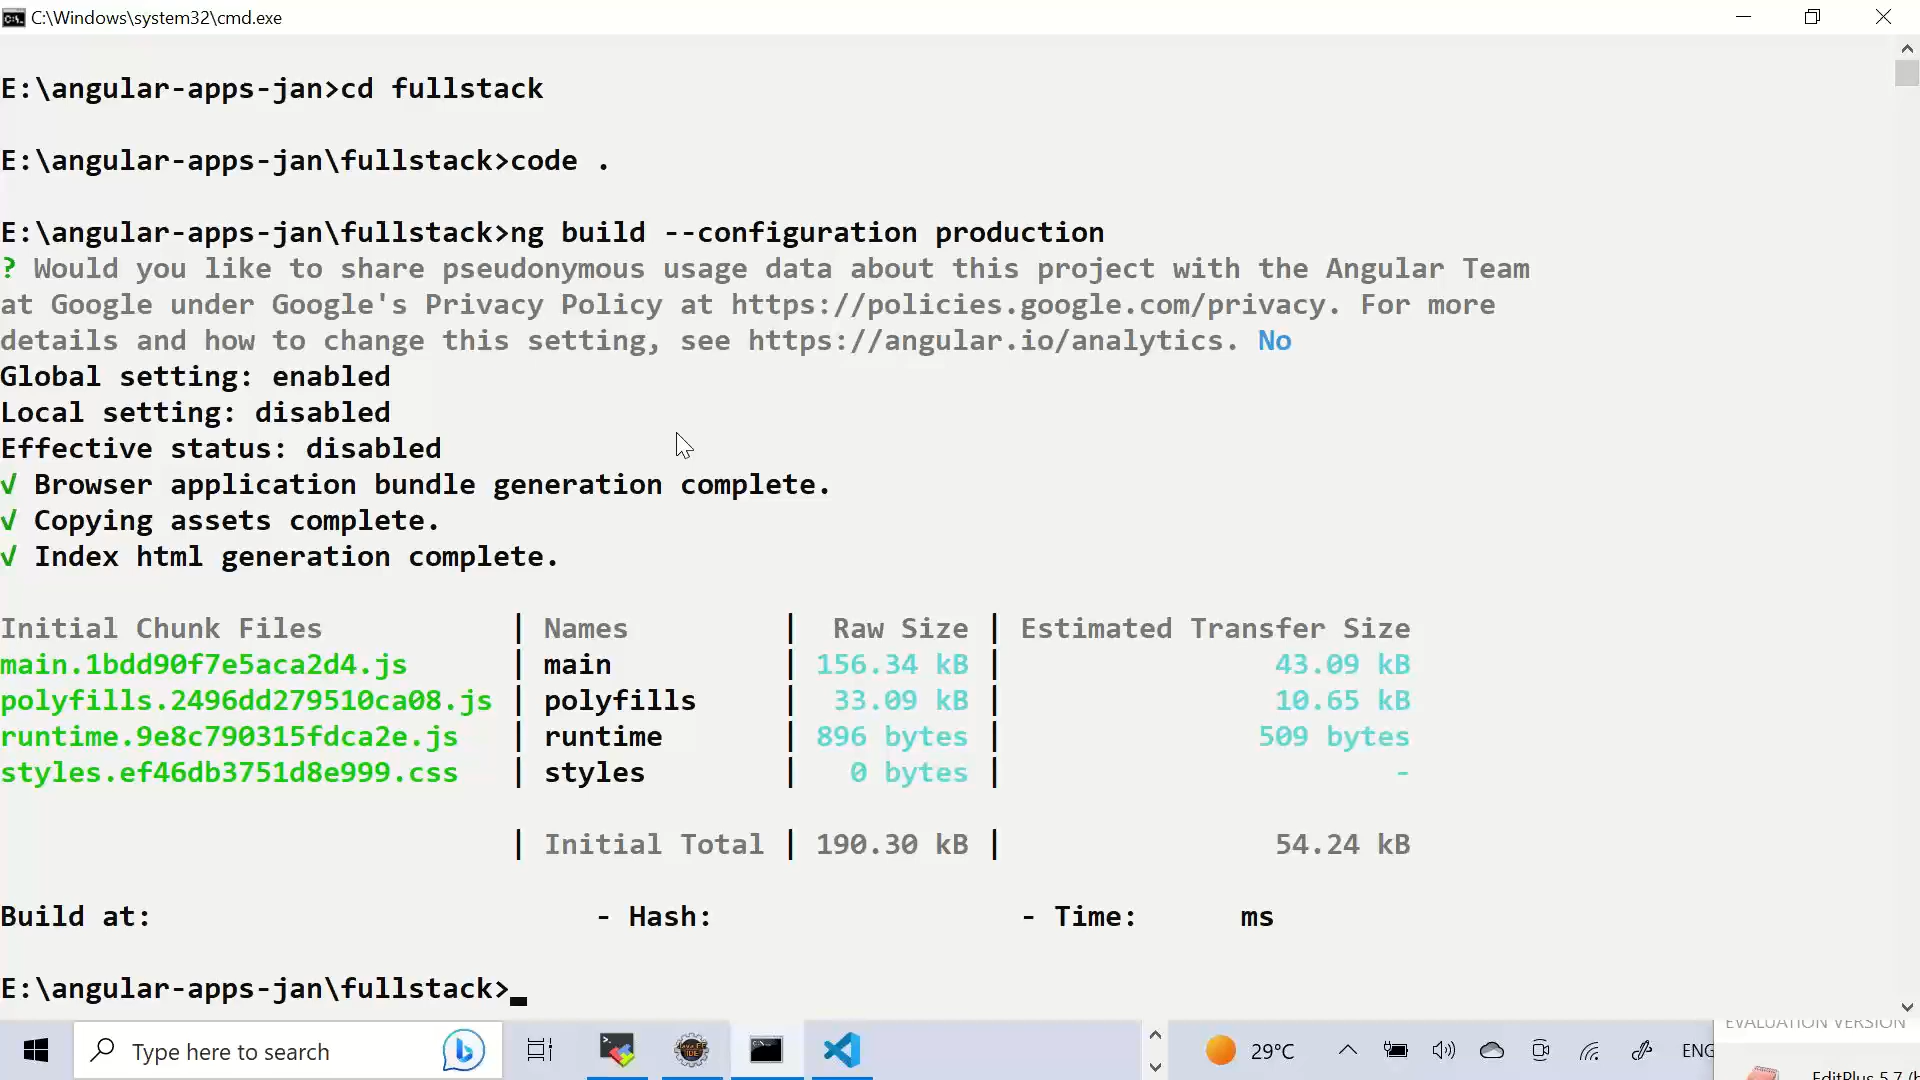 C:\Windows\system32\cmd.exe
E:\angular-apps-jan>cd fullstack
E:\angular-apps-jan\fullstack>code .
E:\angular-apps-jan\fullstack>ng build --configuration production
? Would you like to share pseudonymous usage data about this project with the Angular Team
at Google under Google's Privacy Policy at https://policies.google.com/privacy. For more
details and how to change this setting, see https://angular.io/analytics. No
Global setting: enabled
Local setting: disabled
Effective status: disabled
√ Browser application bundle generation complete.
√ Copying assets complete.
√ Index html generation complete.
Initial Chunk Files | Names | Raw Size | Estimated Transfer Size
main.1bdd90f7e5aca2d4.js | main | 156.34 kB | 43.09 kB
polyfills.2496dd279510ca08.js | polyfills | 33.09 kB | 10.65 kB
runtime.9e8c790315fdca2e.js | runtime | 896 bytes | 509 bytes
styles.ef46db3751d8e999.css | styles | 0 bytes | -
| Initial Total | 190.30 kB | 54.24 kB
Build at: - Hash: - Time: ms
E:\angular-apps-jan\fullstack>_
EVALUATION VERSION
Type here to search
29°C
ENG
EditPlus 5.7